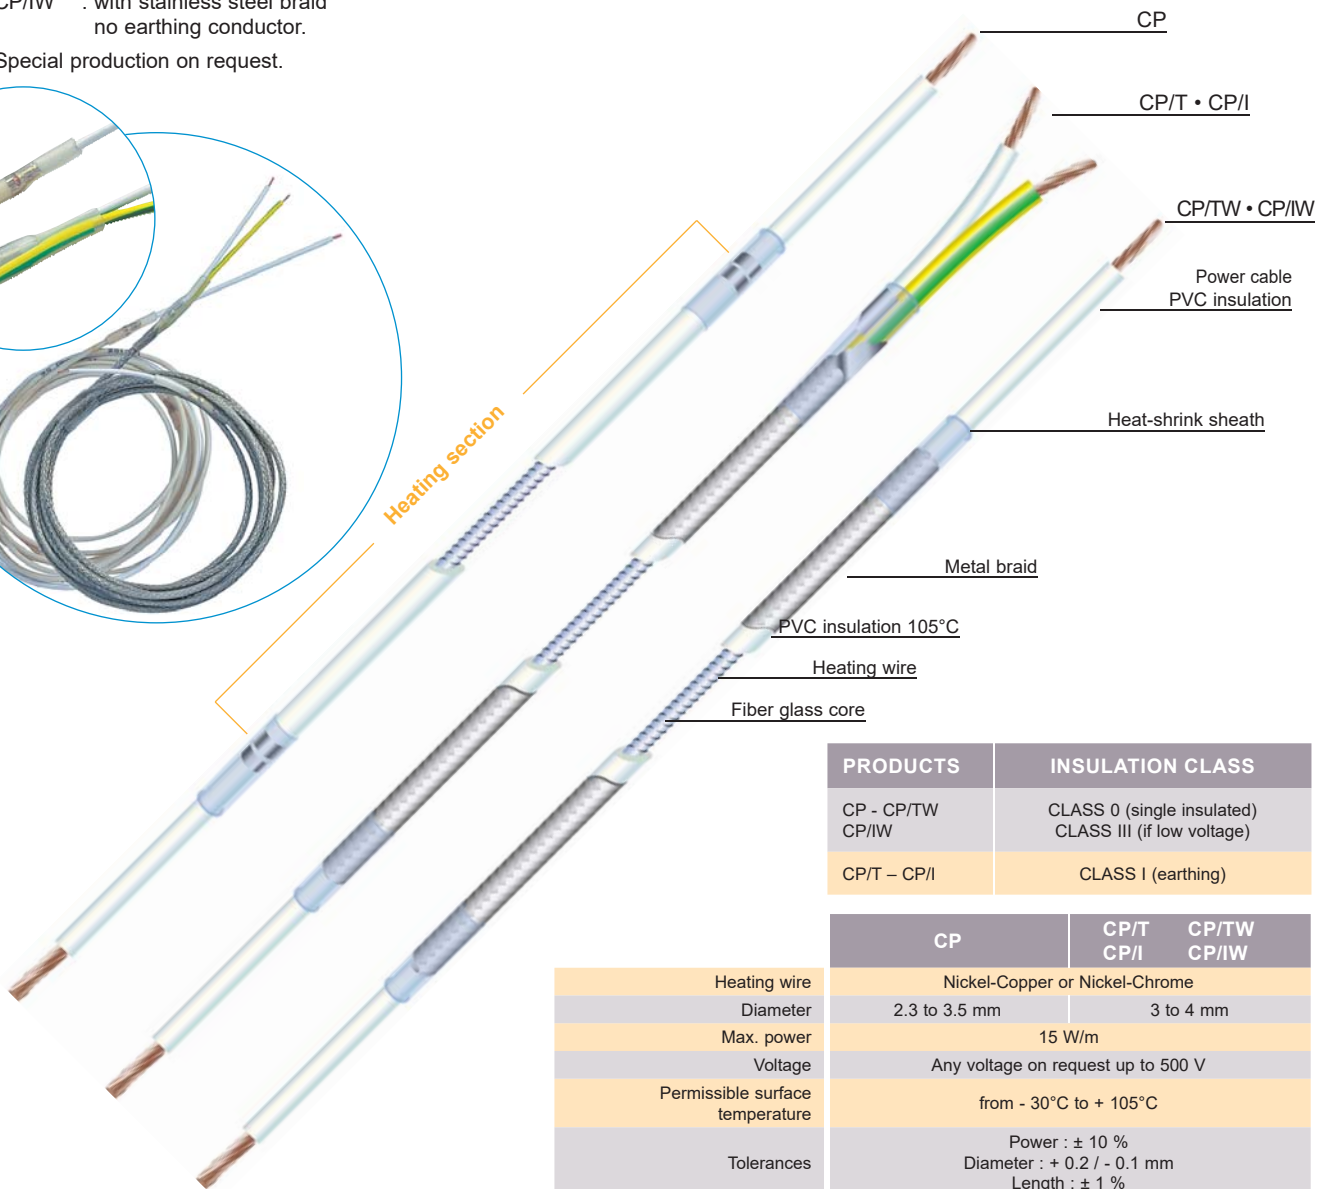 CP/IW : with stainless steel braid
no earthing conductor.
Special production on request.
CP
CP/T • CP/I
CP/TW • CP/IW
Power cable
PVC insulation
Heat-shrink sheath
Heating section
Metal braid
PVC insulation 105°C
Heating wire
Fiber glass core
PRODUCTS INSULATION CLASS
CP - CP/TW CLASS 0 (single insulated)
CP/IW CLASS III (if low voltage)
CP/T – CP/I CLASS I (earthing)
CP CP/T CP/TW
CP/I CP/IW
Heating wire Nickel-Copper or Nickel-Chrome
Diameter 2.3 to 3.5 mm 3 to 4 mm
Max. power 15 W/m
Voltage Any voltage on request up to 500 V
Permissible surface
temperature from - 30°C to + 105°C
Power : ± 10 %
Tolerances Diameter : + 0.2 / - 0.1 mm
Length : ± 1 %